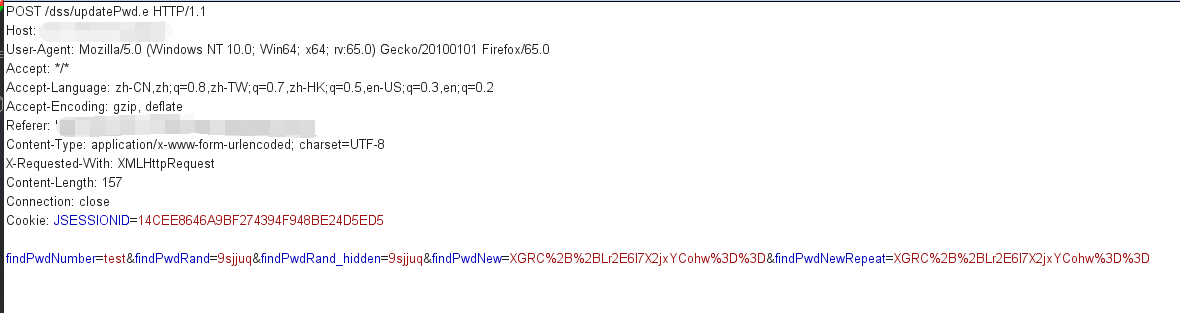 POST /dss/updatePwd.e HTTP/1.1
Host:
User-Agent: Mozilla/5.0 (Windows NT 10.0; Win64; x64; rv:65.0) Gecko/20100101 Firefox/65.0
Accept: */*
Accept-Language: zh-CN,zh;q=0.8,zh-TW;q=0.7,zh-HK;q=0.5,en-US;q=0.3,en;q=0.2
Accept-Encoding: gzip, deflate
Referer: '
Content-Type: application/x-www-form-urlencoded; charset=UTF-8
X-Requested-With: XMLHttpRequest
Content-Length: 157
Connection: close
Cookie: JSESSIONID=14CEE8646A9BF274394F948BE24D5ED5
findPwdNumber=test&findPwdRand=9sjjuq&findPwdRand_hidden=9sjjuq&findPwdNew=XGRC%2B%2BLr2E6I7X2jxYCohw%3D%3D&findPwdNewRepeat=XGRC%2B%2BLr2E6I7X2jxYCohw%3D%3D